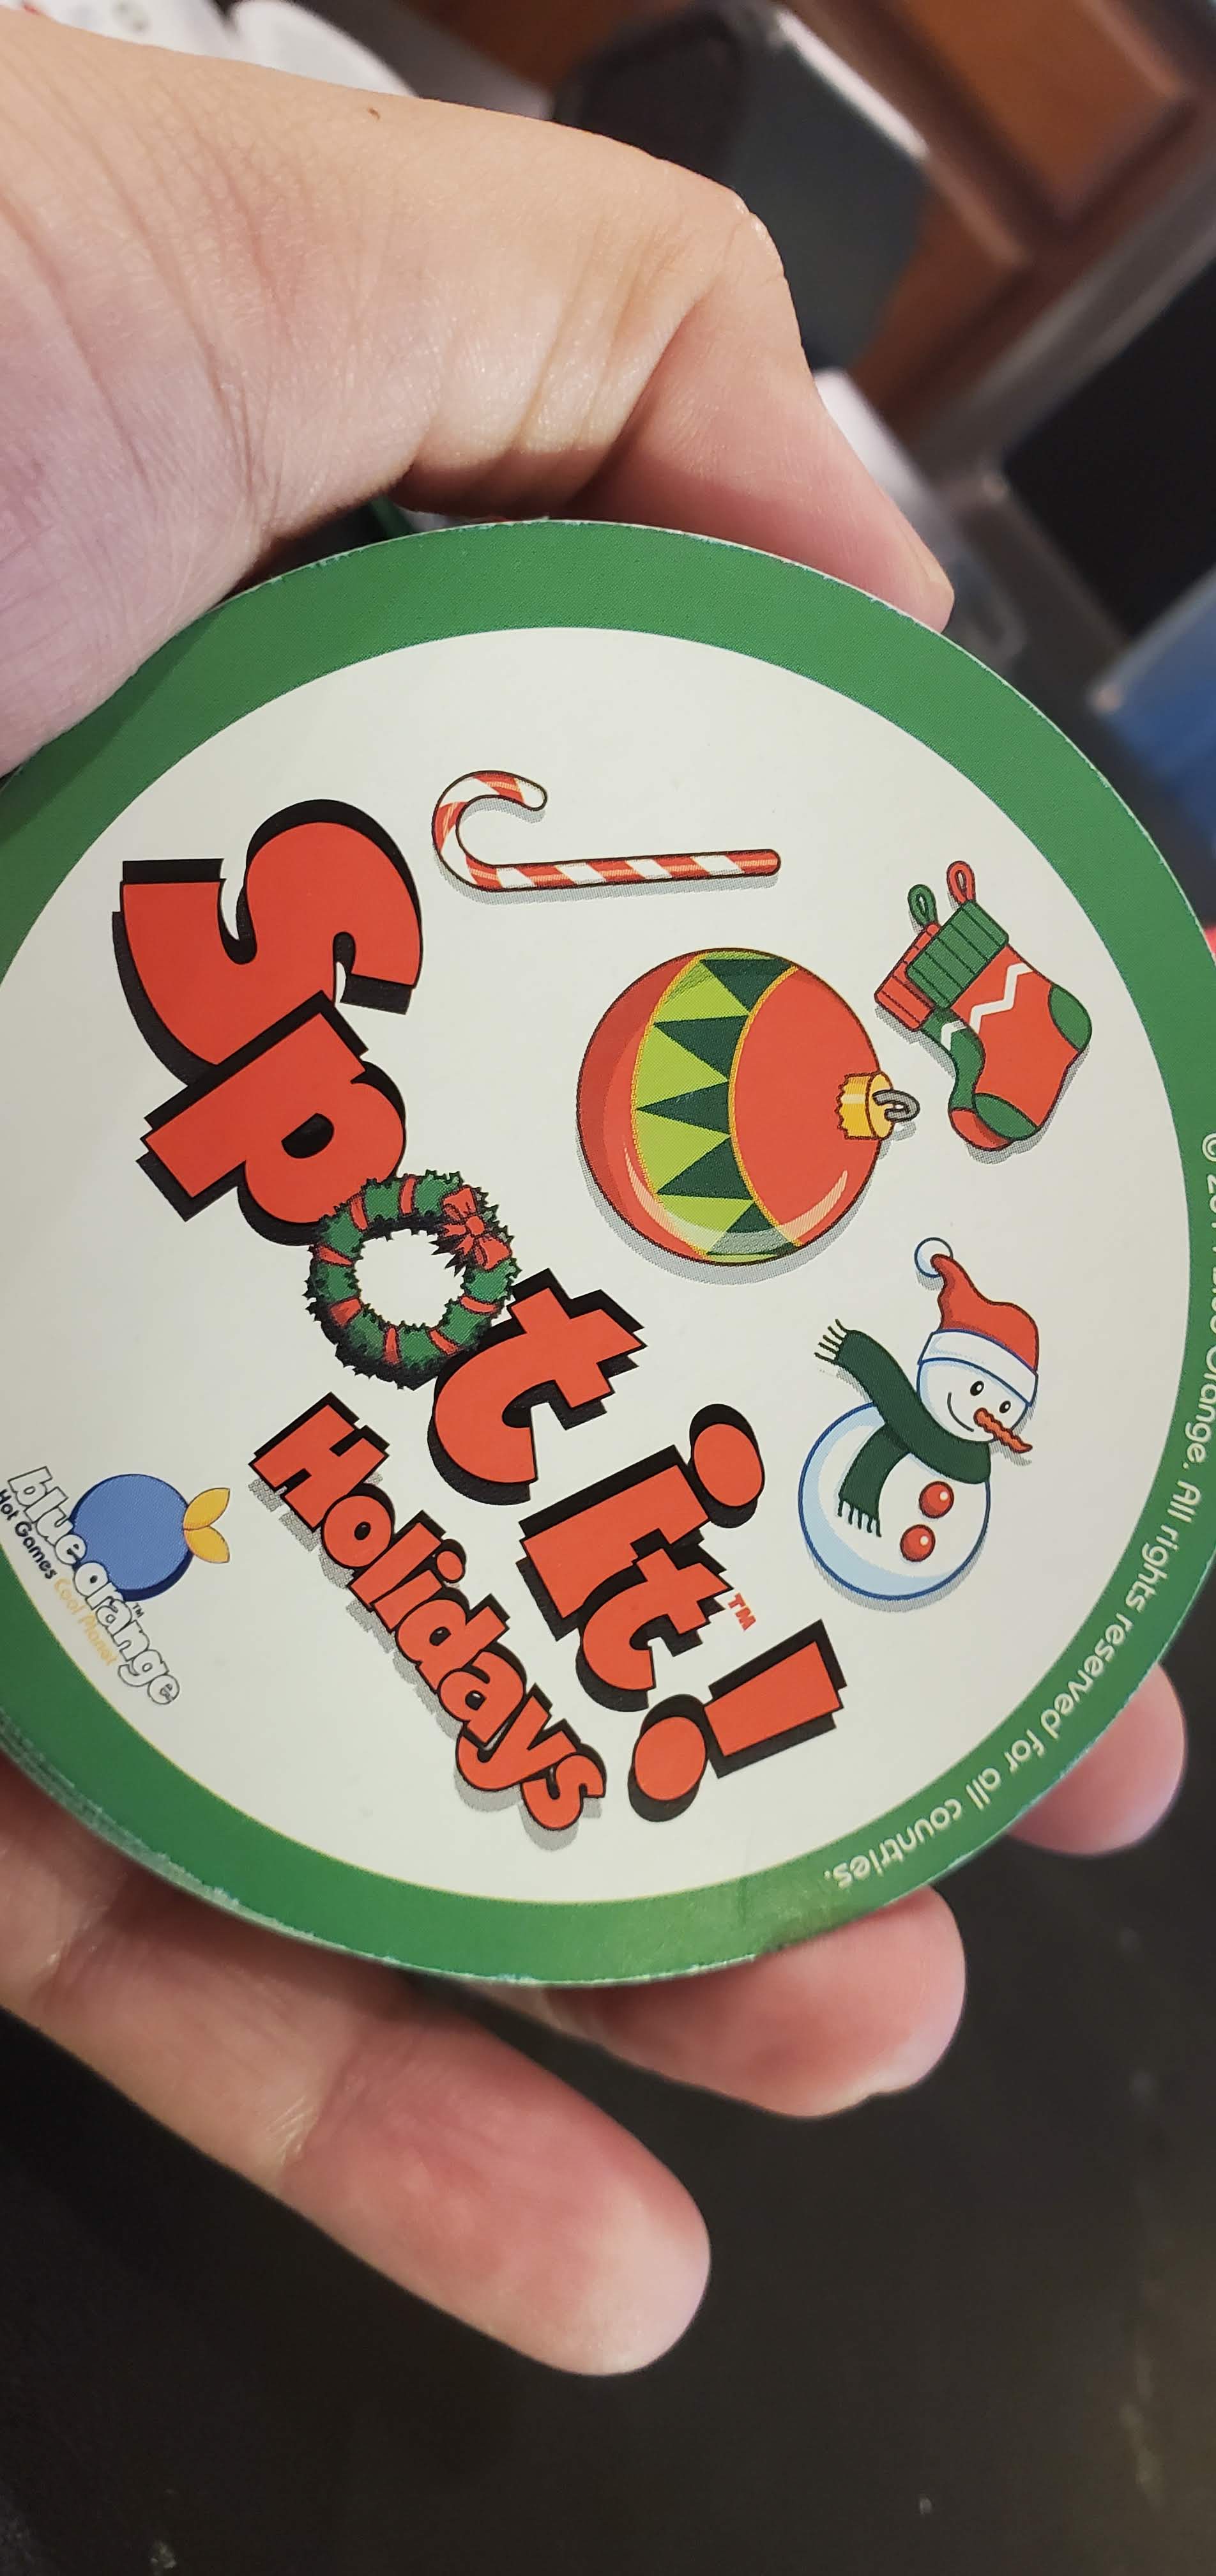 Spot it!™
Holidays
blue orange™
Hot Games Cool Planet
Orange. All rights reserved for all countries.